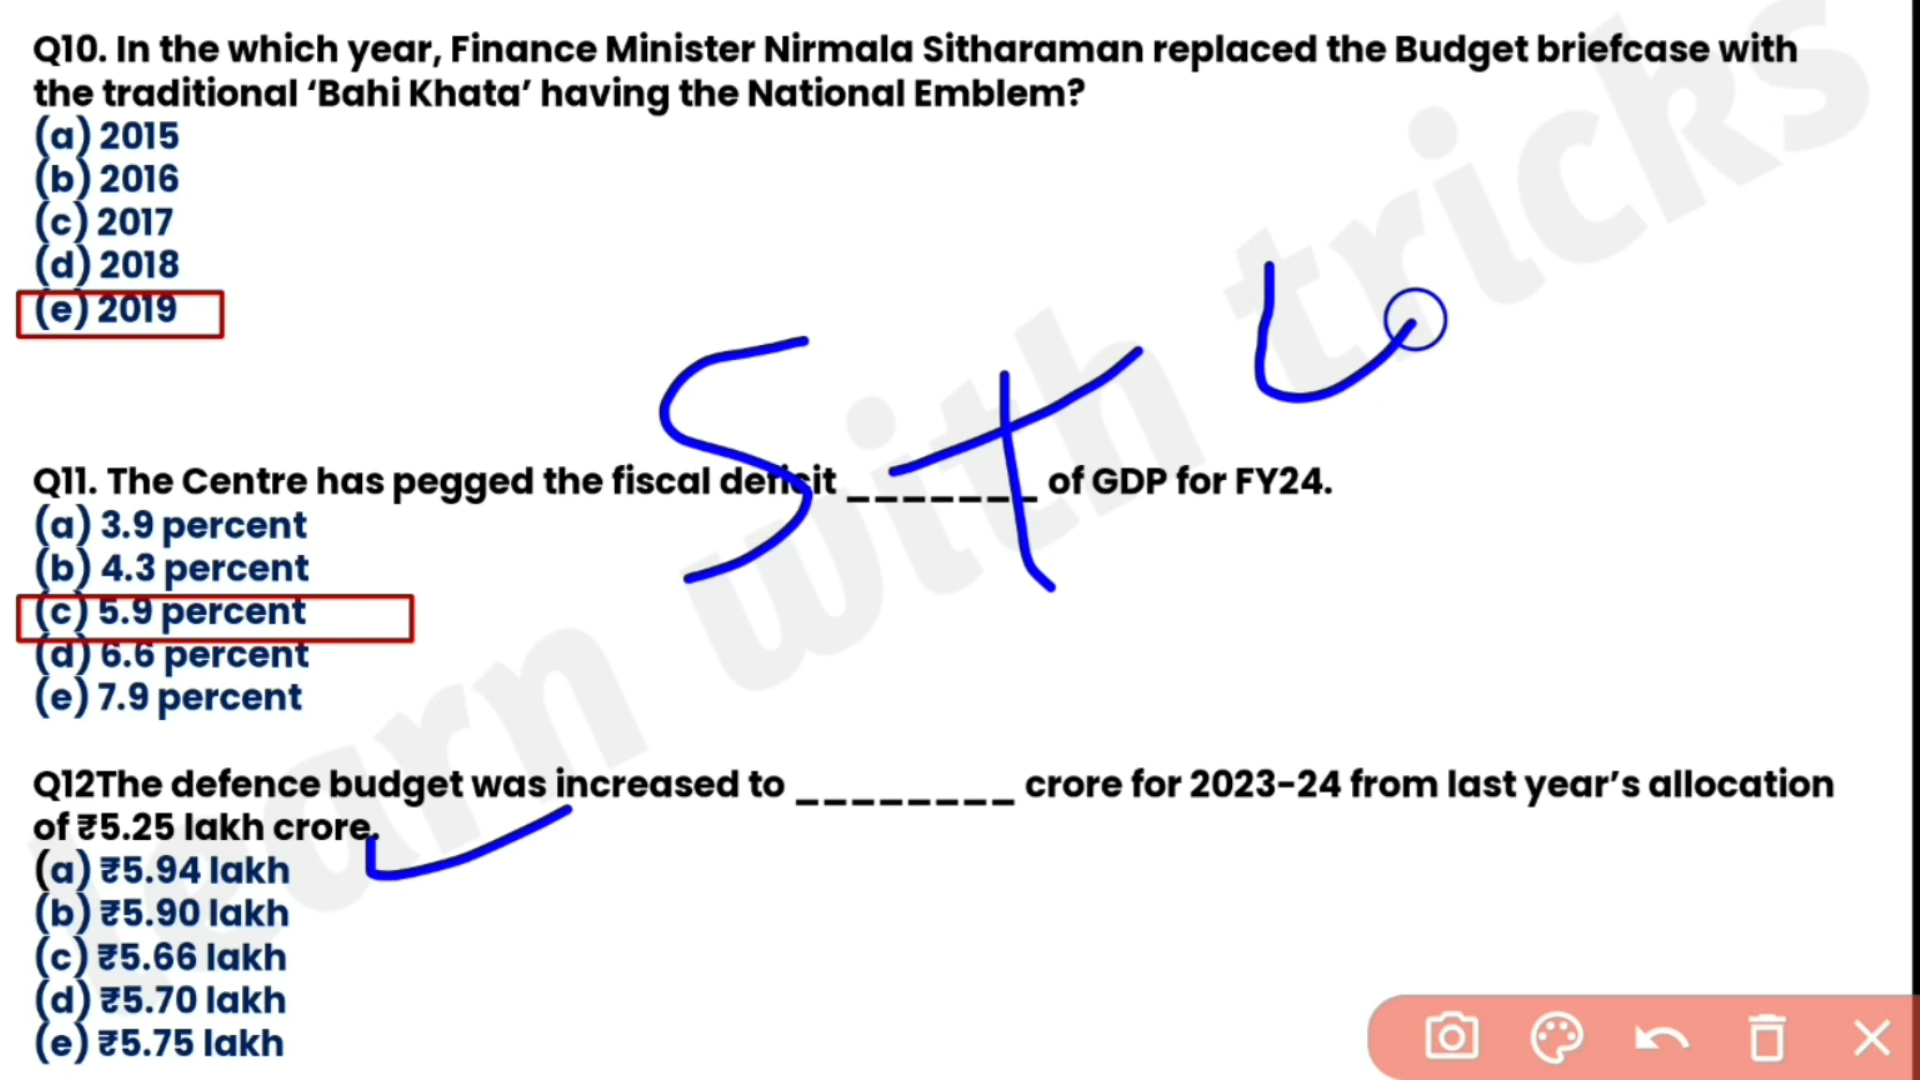 Q10. In the which year, Finance Minister Nirmala Sitharaman replaced the Budget briefcase with
the traditional ‘Bahi Khata’ having the National Emblem?
(a) 2015
(b) 2016
(c) 2017
(d) 2018
(e) 2019
Q11. The Centre has pegged the fiscal deficit _______ of GDP for FY24.
(a) 3.9 percent
(b) 4.3 percent
(c) 5.9 percent
(d) 6.6 percent
(e) 7.9 percent
Q12The defence budget was increased to ________ crore for 2023-24 from last year’s allocation
of ₹5.25 lakh crore.
(a) ₹5.94 lakh
(b) ₹5.90 lakh
(c) ₹5.66 lakh
(d) ₹5.70 lakh
(e) ₹5.75 lakh
learn with tricks